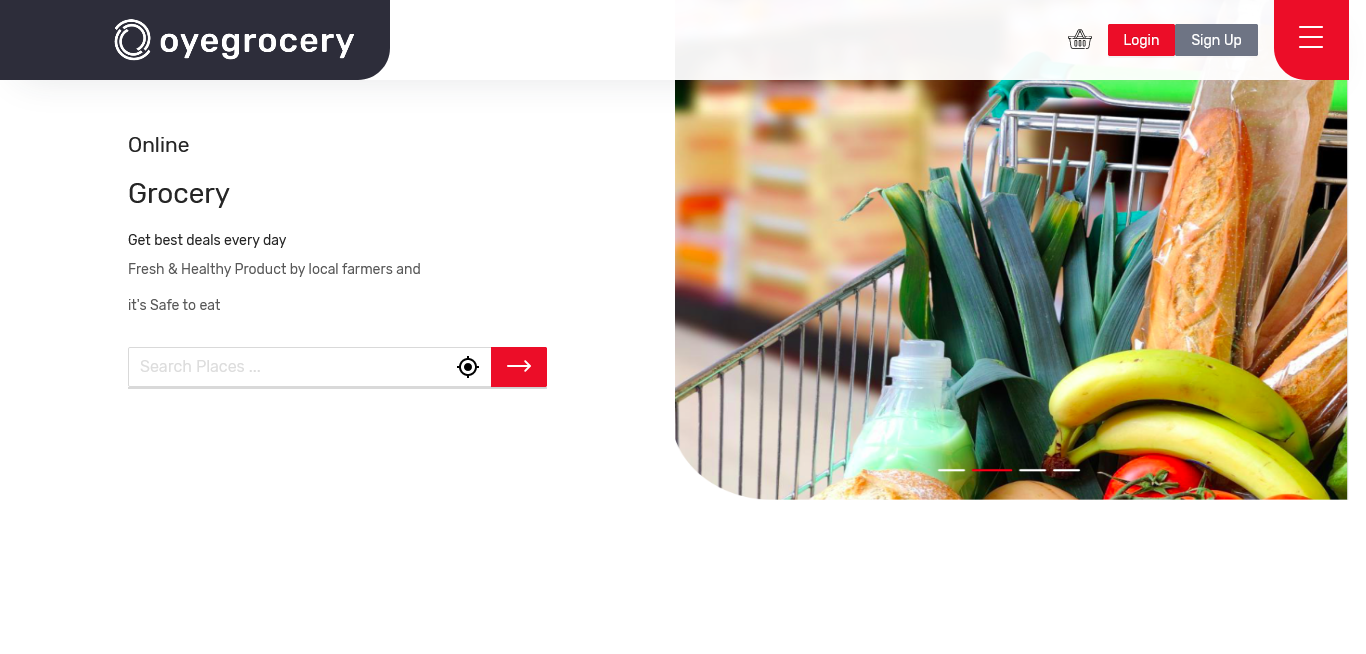 oyegrocery
Login
Sign Up
Online
Grocery
Get best deals every day
Fresh & Healthy Product by local farmers and
it's Safe to eat
Search Places ...